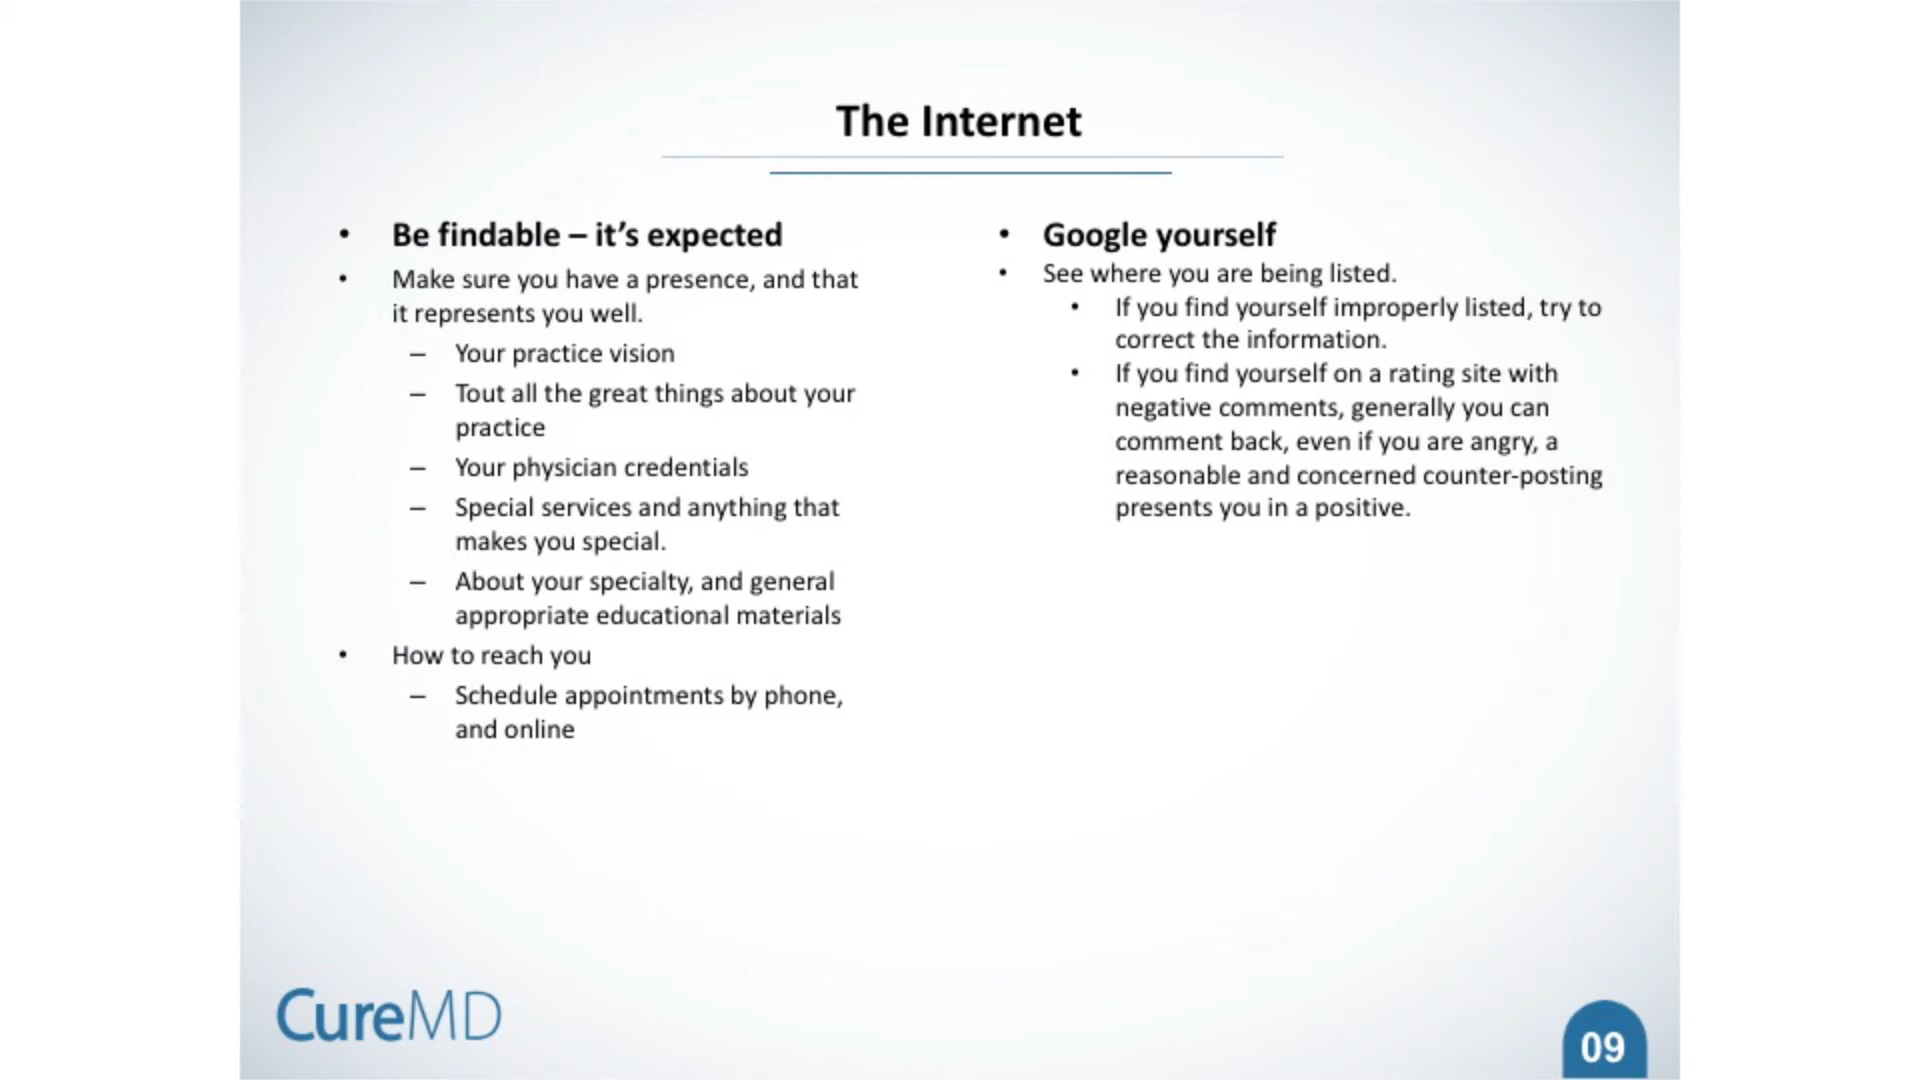 The Internet
• Be findable – it’s expected
• Make sure you have a presence, and that
it represents you well.
– Your practice vision
– Tout all the great things about your
practice
– Your physician credentials
– Special services and anything that
makes you special.
– About your specialty, and general
appropriate educational materials
• How to reach you
– Schedule appointments by phone,
and online
• Google yourself
• See where you are being listed.
• If you find yourself improperly listed, try to
correct the information.
• If you find yourself on a rating site with
negative comments, generally you can
comment back, even if you are angry, a
reasonable and concerned counter-posting
presents you in a positive.
CureMD
09